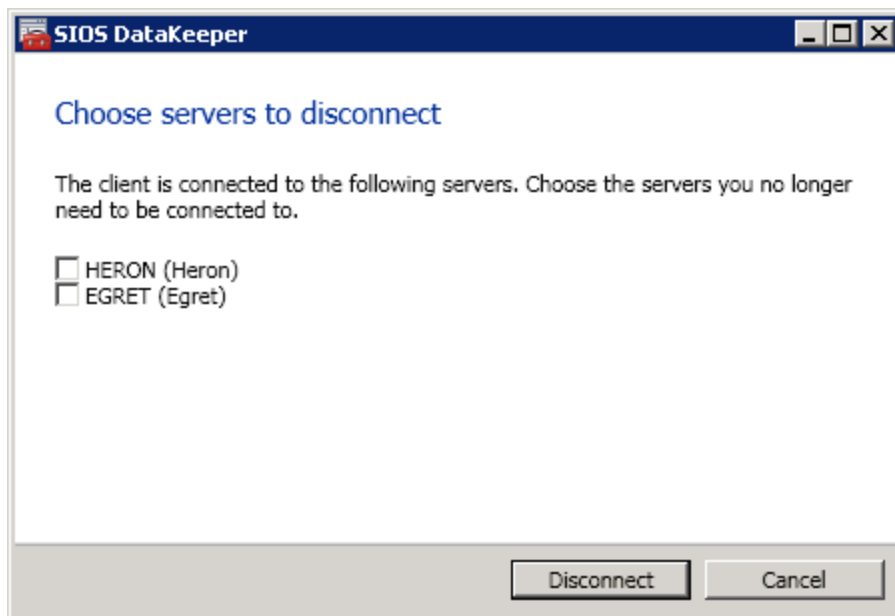 SIOS DataKeeper
Choose servers to disconnect
The client is connected to the following servers. Choose the servers you no longer
need to be connected to.
HERON (Heron)
EGRET (Egret)
Disconnect
Cancel